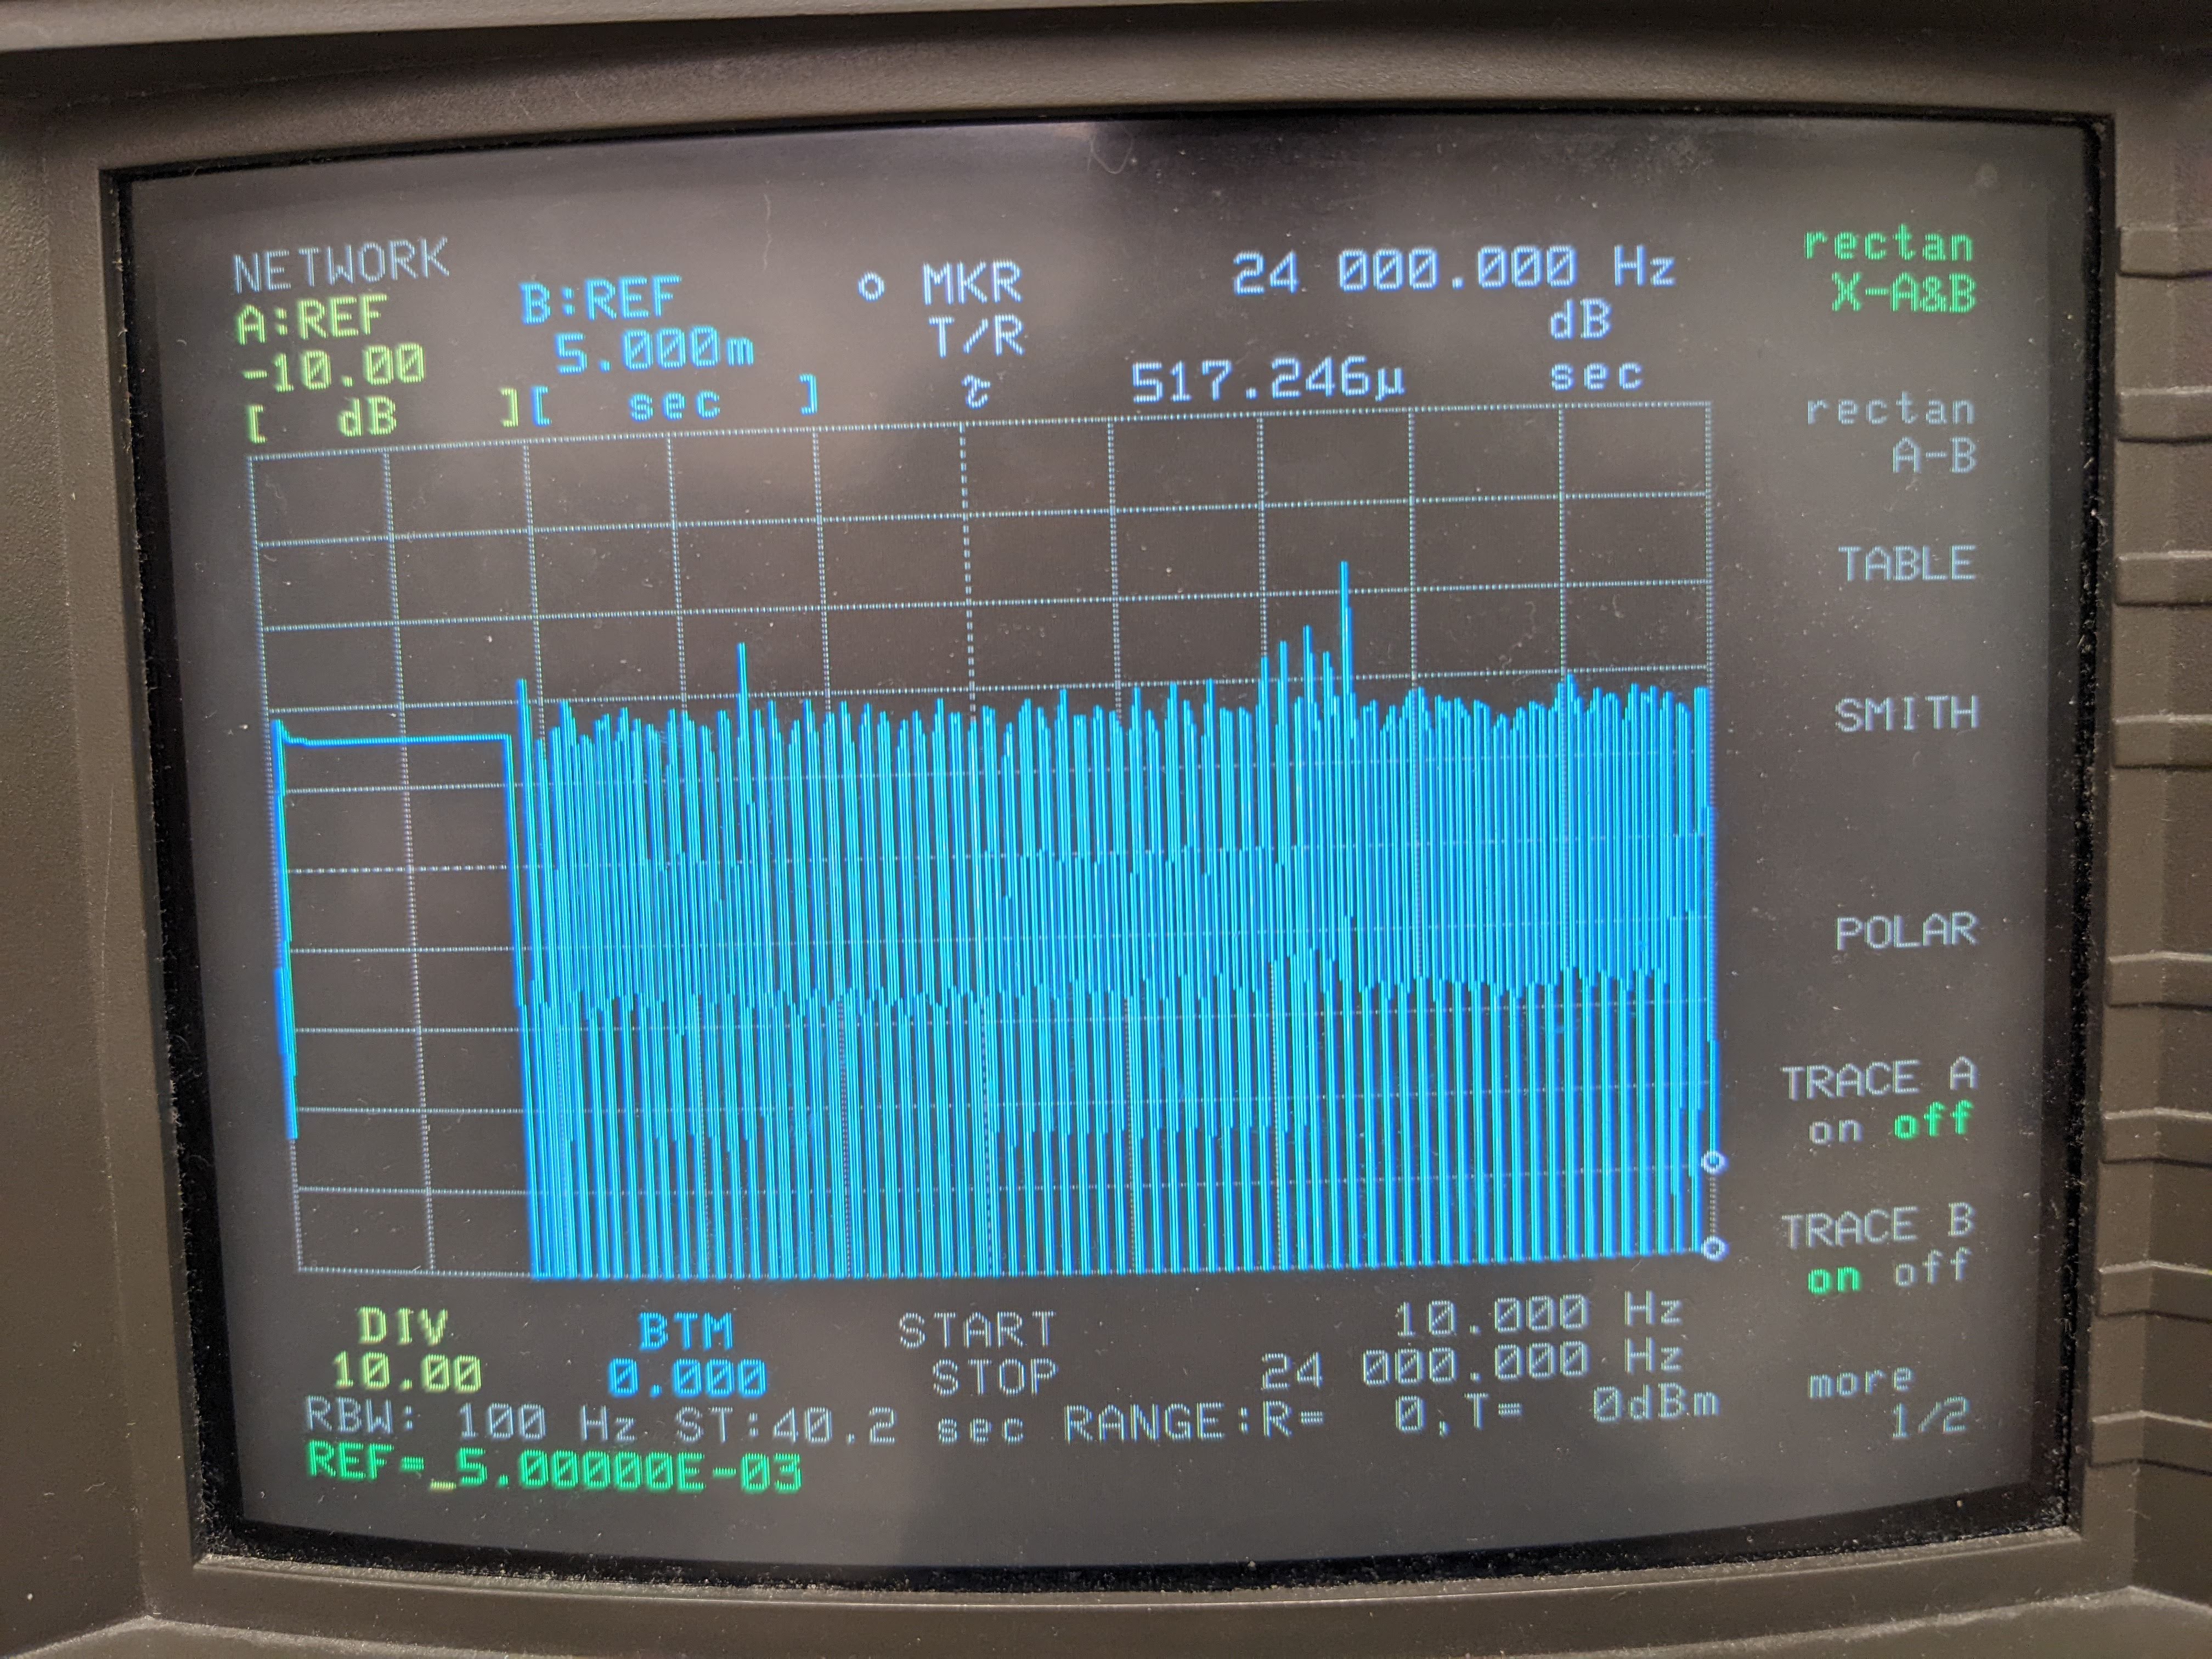 NETWORK
A:REF B:REF o MKR 24 000.000 Hz
-10.00 5.000m T/R dB
[ dB ][ sec ] τ 517.246µ sec
rectan
X-A&B
rectan
A-B
TABLE
SMITH
POLAR
TRACE A
on off
TRACE B
on off
more
1/2
DIV BTM START 10.000 Hz
10.00 0.000 STOP 24 000.000 Hz
RBW: 100 Hz ST:40.2 sec RANGE:R= 0,T= 0dBm
REF=_5.00000E-03